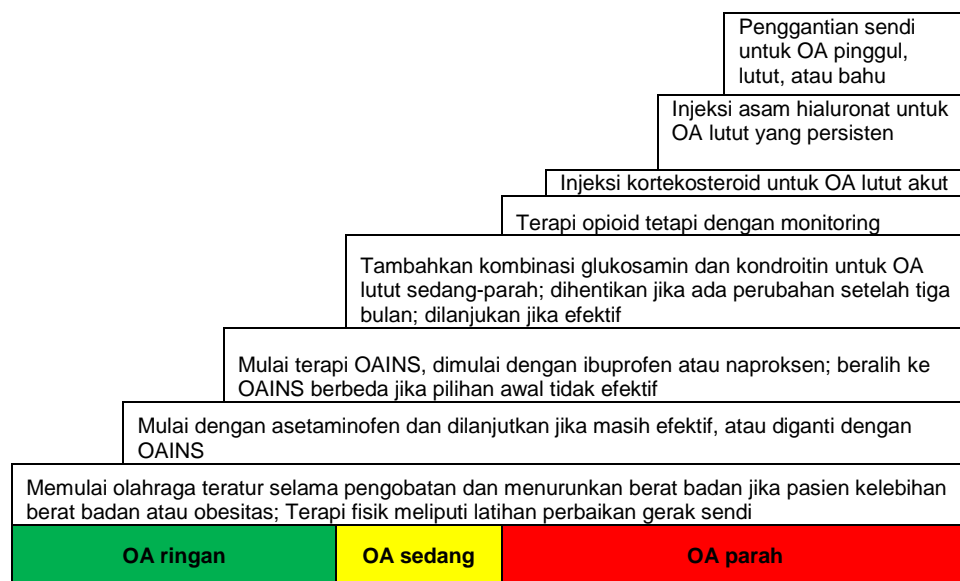 Penggantian sendi
untuk OA pinggul,
lutut, atau bahu
Injeksi asam hialuronat untuk
OA lutut yang persisten
Injeksi kortekosteroid untuk OA lutut akut
Terapi opioid tetapi dengan monitoring
Tambahkan kombinasi glukosamin dan kondroitin untuk OA
lutut sedang-parah; dihentikan jika ada perubahan setelah tiga
bulan; dilanjukan jika efektif
Mulai terapi OAINS, dimulai dengan ibuprofen atau naproksen; beralih ke
OAINS berbeda jika pilihan awal tidak efektif
Mulai dengan asetaminofen dan dilanjutkan jika masih efektif, atau diganti dengan
OAINS
Memulai olahraga teratur selama pengobatan dan menurunkan berat badan jika pasien kelebihan
berat badan atau obesitas; Terapi fisik meliputi latihan perbaikan gerak sendi
OA ringan OA sedang OA parah